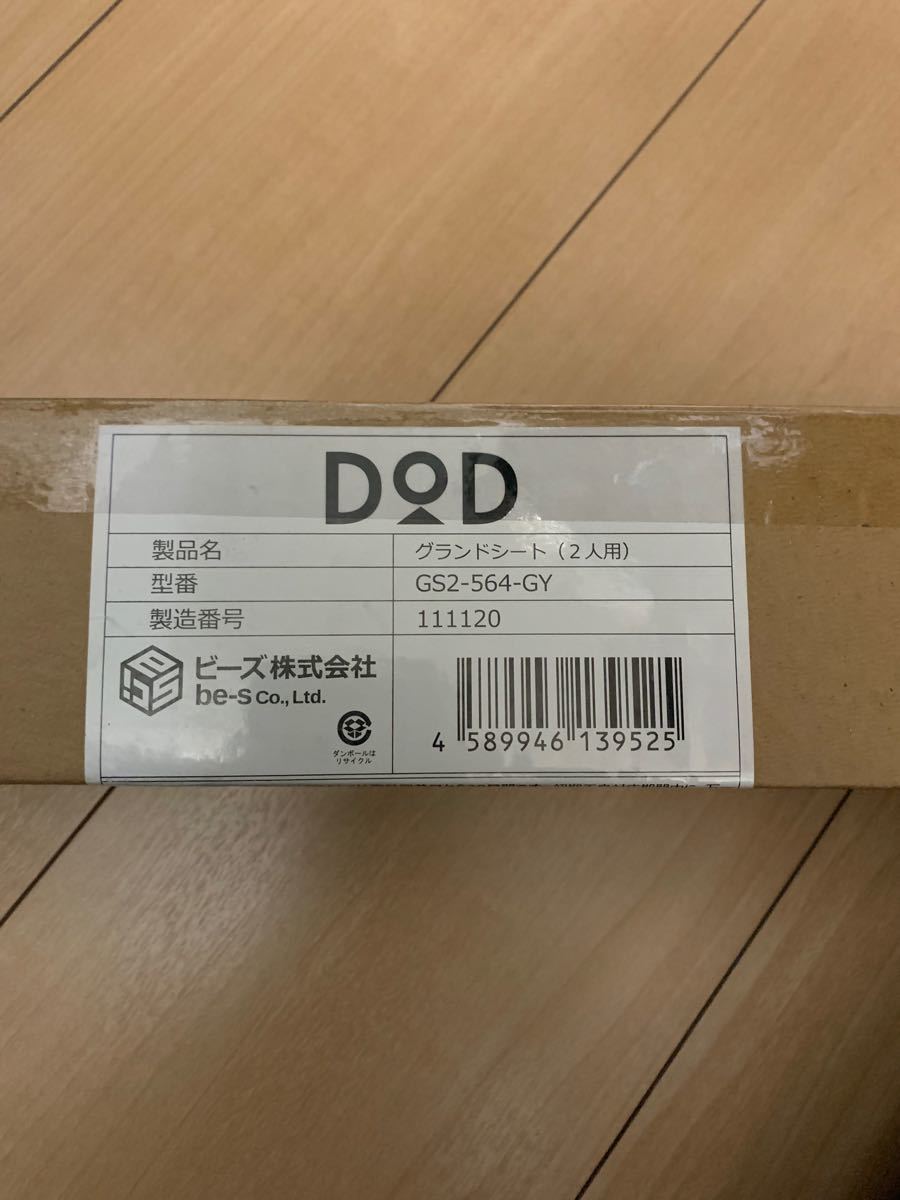 DOD
製品名 グランドシート（２人用）
型番 GS2-564-GY
製造番号 111120
ビーズ株式会社
be-s Co., Ltd.
ダンボールは
リサイクル
4 589946 139525